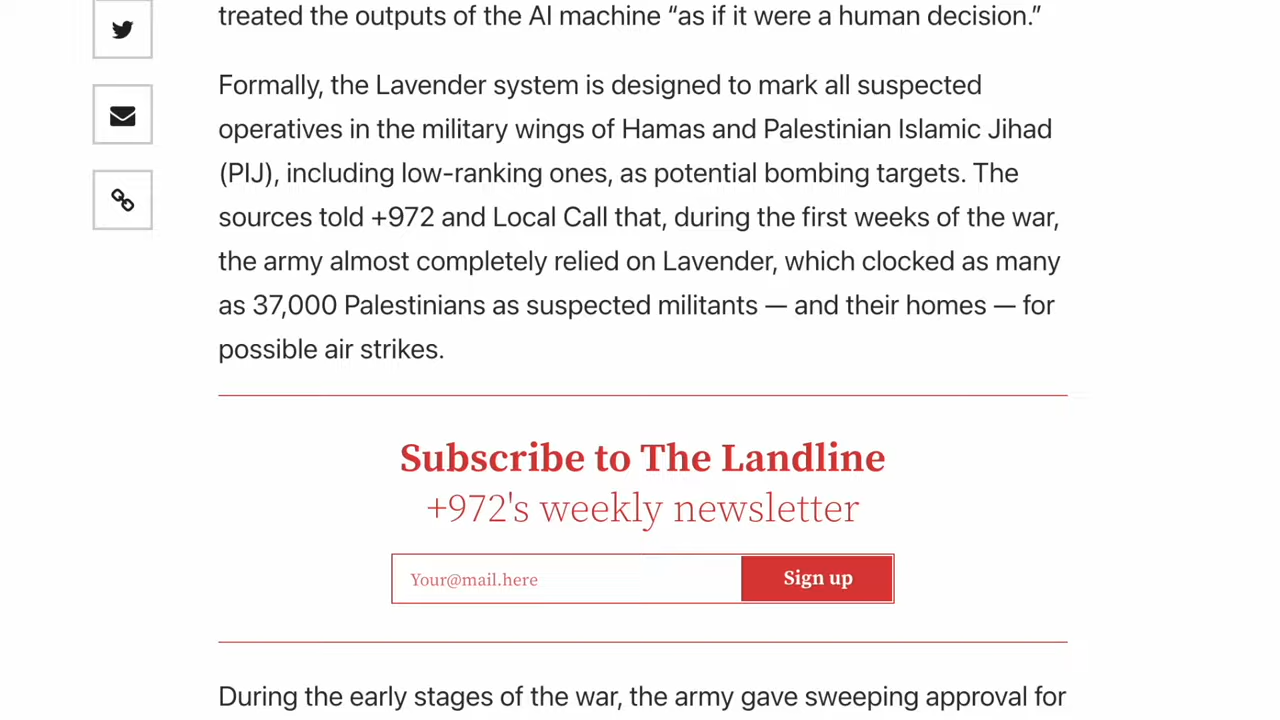 treated the outputs of the AI machine “as if it were a human decision.”
Formally, the Lavender system is designed to mark all suspected
operatives in the military wings of Hamas and Palestinian Islamic Jihad
(PIJ), including low-ranking ones, as potential bombing targets. The
sources told +972 and Local Call that, during the first weeks of the war,
the army almost completely relied on Lavender, which clocked as many
as 37,000 Palestinians as suspected militants — and their homes — for
possible air strikes.
Subscribe to The Landline
+972's weekly newsletter
Your@mail.here
Sign up
During the early stages of the war, the army gave sweeping approval for